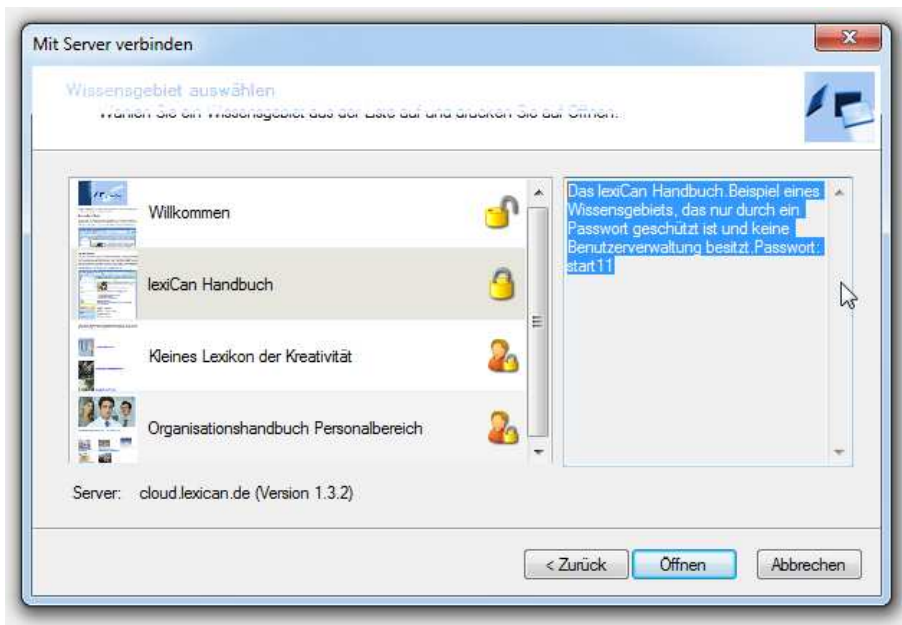 Mit Server verbinden
Wissensgebiet auswählen
Wählen Sie ein Wissensgebiet aus der Liste auf und drücken Sie auf Öffnen.
Willkommen
lexiCan Handbuch
Kleines Lexikon der Kreativität
Organisationshandbuch Personalbereich
Das lexiCan Handbuch.Beispiel eines
Wissensgebiets, das nur durch ein
Passwort geschützt ist und keine
Benutzerverwaltung besitzt.Passwort:
start11
Server: cloud.lexican.de (Version 1.3.2)
< Zurück
Öffnen
Abbrechen